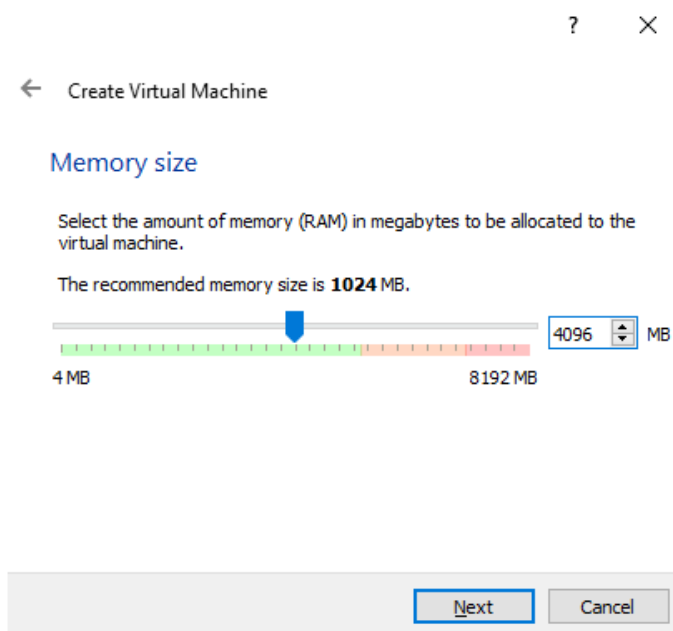 ?
Create Virtual Machine
Memory size
Select the amount of memory (RAM) in megabytes to be allocated to the
virtual machine.
The recommended memory size is 1024 MB.
4096 MB
4 MB 8192 MB
Next Cancel